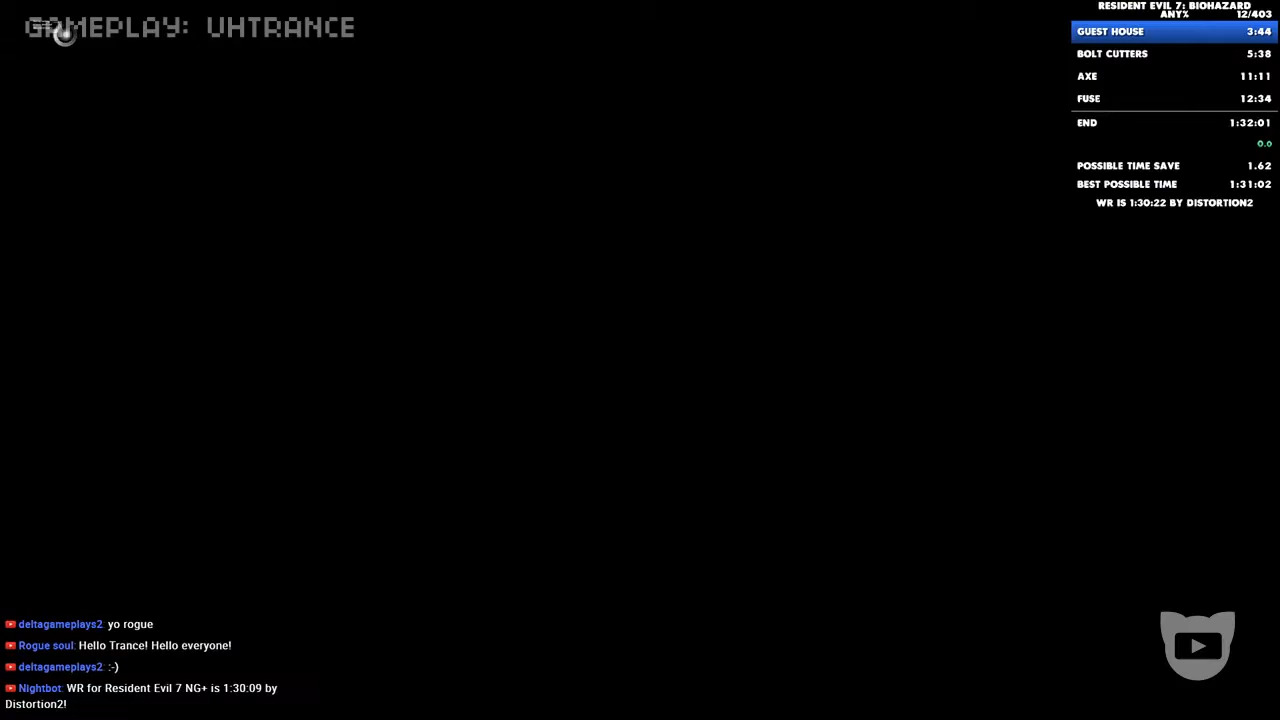 GAMEPLAY: VHTRANCE
RESIDENT EVIL 7: BIOHAZARD
ANY% 12/403
GUEST HOUSE 3:44
BOLT CUTTERS 5:38
AXE 11:11
FUSE 12:34
END 1:32:01
0.0
POSSIBLE TIME SAVE 1.62
BEST POSSIBLE TIME 1:31:02
WR IS 1:30:22 BY DISTORTION2
deltagameplays2: yo rogue
Rogue soul: Hello Trance! Hello everyone!
deltagameplays2: :-)
Nightbot: WR for Resident Evil 7 NG+ is 1:30:09 by
Distortion2!